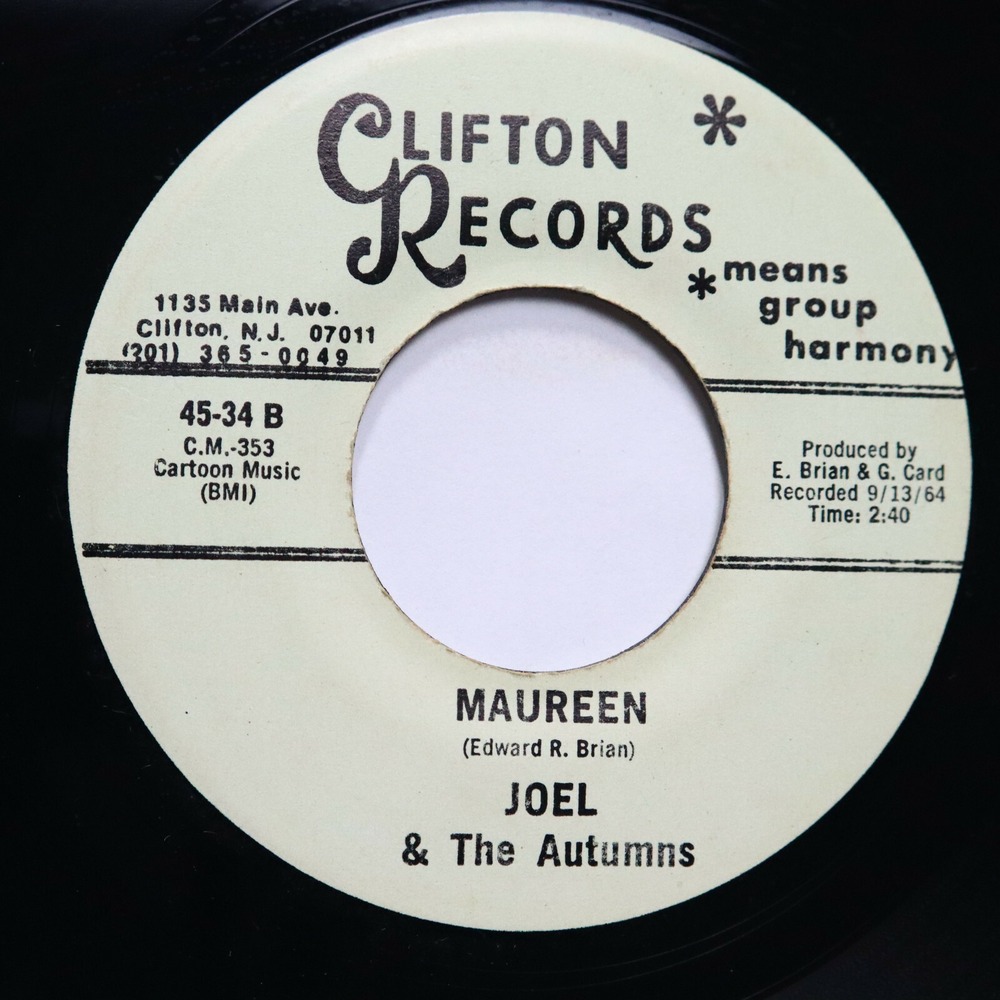 CLIFTON *
RECORDS
*means
group
harmony
1135 Main Ave.
Clifton, N.J. 07011
(201) 365-0049
45-34 B
C.M.-353
Cartoon Music
(BMI)
Produced by
E. Brian & G. Card
Recorded 9/13/64
Time: 2:40
MAUREEN
(Edward R. Brian)
JOEL
& The Autumns